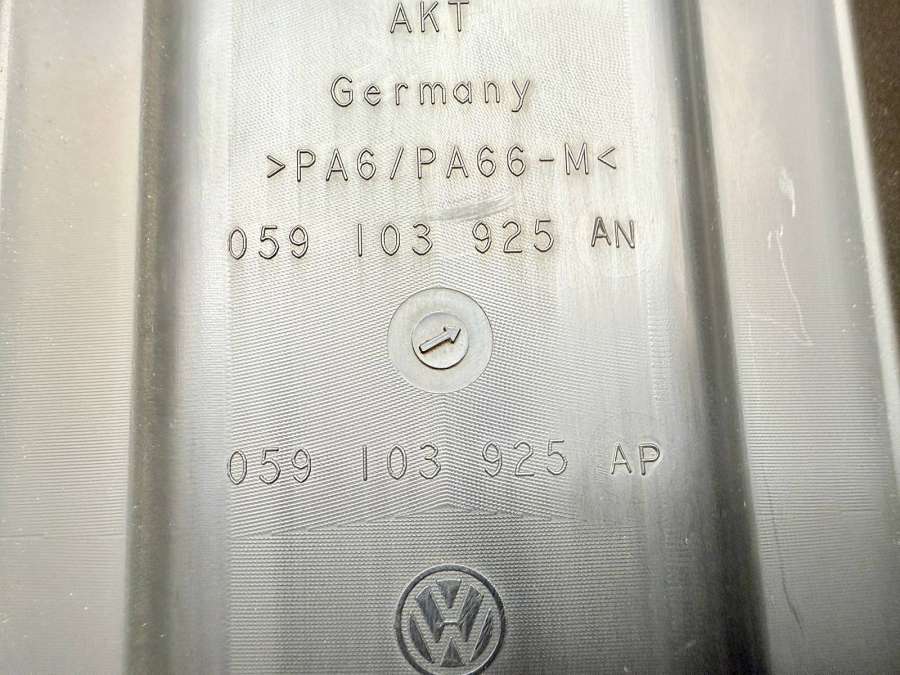 AKT
Germany
>PA6/PA66-M<
059 103 925 AN
059 103 925 AP